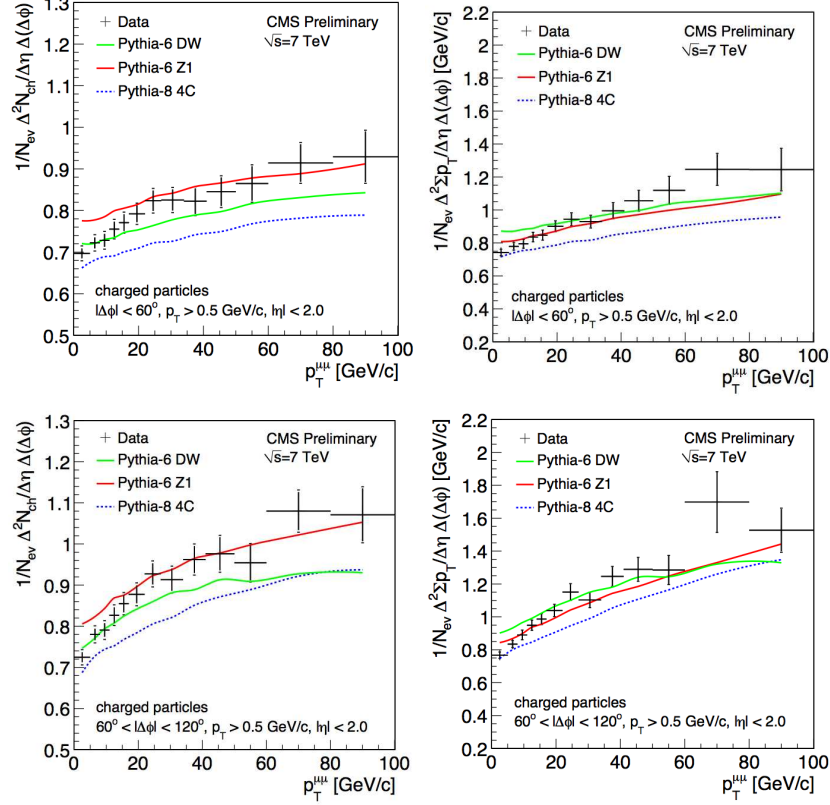 1.3
1.2
1.1
1
0.9
0.8
0.7
0.6
0.5
1/N_ev Δ²N_ch/Δη Δ(Δϕ)
Data
Pythia-6 DW
Pythia-6 Z1
Pythia-8 4C
CMS Preliminary
√s=7 TeV
charged particles
|Δϕ| < 60°, p_T > 0.5 GeV/c, |η| < 2.0
0 20 40 60 80 100
p_T^μμ [GeV/c]
2.2
2
1.8
1.6
1.4
1.2
1
0.8
0.6
0.4
0.2
1/N_ev Δ²Σp_T/Δη Δ(Δϕ) [GeV/c]
Data
Pythia-6 DW
Pythia-6 Z1
Pythia-8 4C
CMS Preliminary
√s=7 TeV
charged particles
|Δϕ| < 60°, p_T > 0.5 GeV/c, |η| < 2.0
0 20 40 60 80 100
p_T^μμ [GeV/c]
1.3
1.2
1.1
1
0.9
0.8
0.7
0.6
0.5
1/N_ev Δ²N_ch/Δη Δ(Δϕ)
Data
Pythia-6 DW
Pythia-6 Z1
Pythia-8 4C
CMS Preliminary
√s=7 TeV
charged particles
60° < |Δϕ| < 120°, p_T > 0.5 GeV/c, |η| < 2.0
0 20 40 60 80 100
p_T^μμ [GeV/c]
2.2
2
1.8
1.6
1.4
1.2
1
0.8
0.6
0.4
0.2
1/N_ev Δ²Σp_T/Δη Δ(Δϕ) [GeV/c]
Data
Pythia-6 DW
Pythia-6 Z1
Pythia-8 4C
CMS Preliminary
√s=7 TeV
charged particles
60° < |Δϕ| < 120°, p_T > 0.5 GeV/c, |η| < 2.0
0 20 40 60 80 100
p_T^μμ [GeV/c]